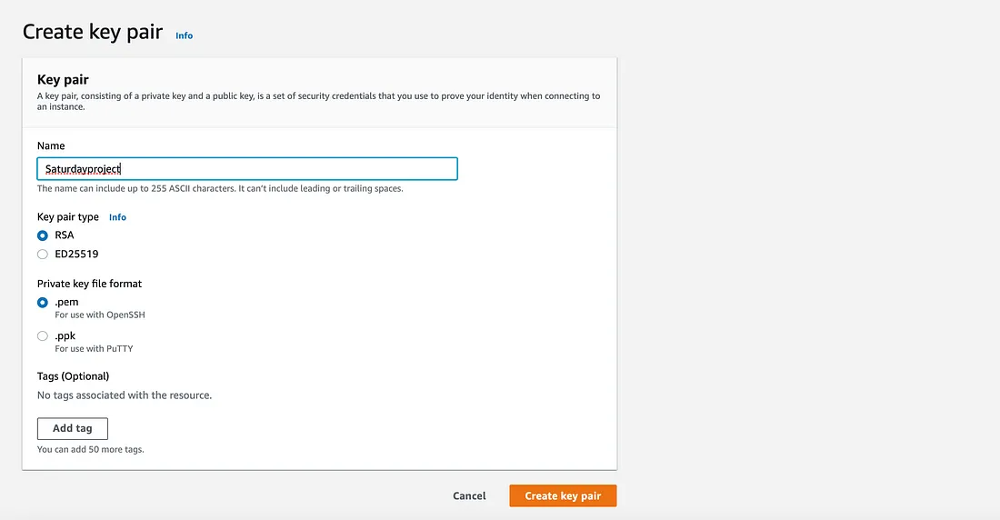 Create key pair Info
Key pair
A key pair, consisting of a private key and a public key, is a set of security credentials that you use to prove your identity when connecting to
an instance.
Name
Saturdayproject
The name can include up to 255 ASCII characters. It can't include leading or trailing spaces.
Key pair type Info
RSA
ED25519
Private key file format
.pem
For use with OpenSSH
.ppk
For use with PuTTY
Tags (Optional)
No tags associated with the resource.
Add tag
You can add 50 more tags.
Cancel Create key pair